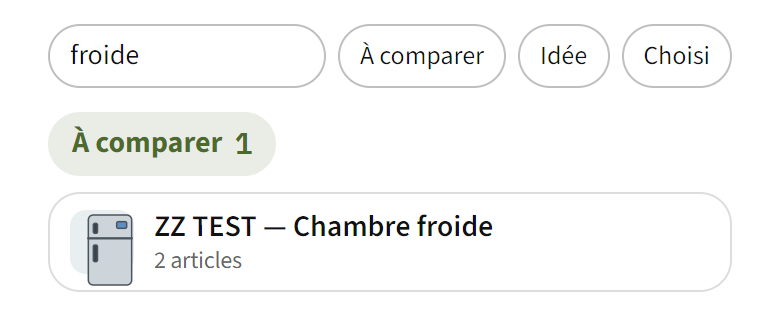 froide
À comparer
Idée
Choisi
À comparer 1
ZZ TEST — Chambre froide
2 articles